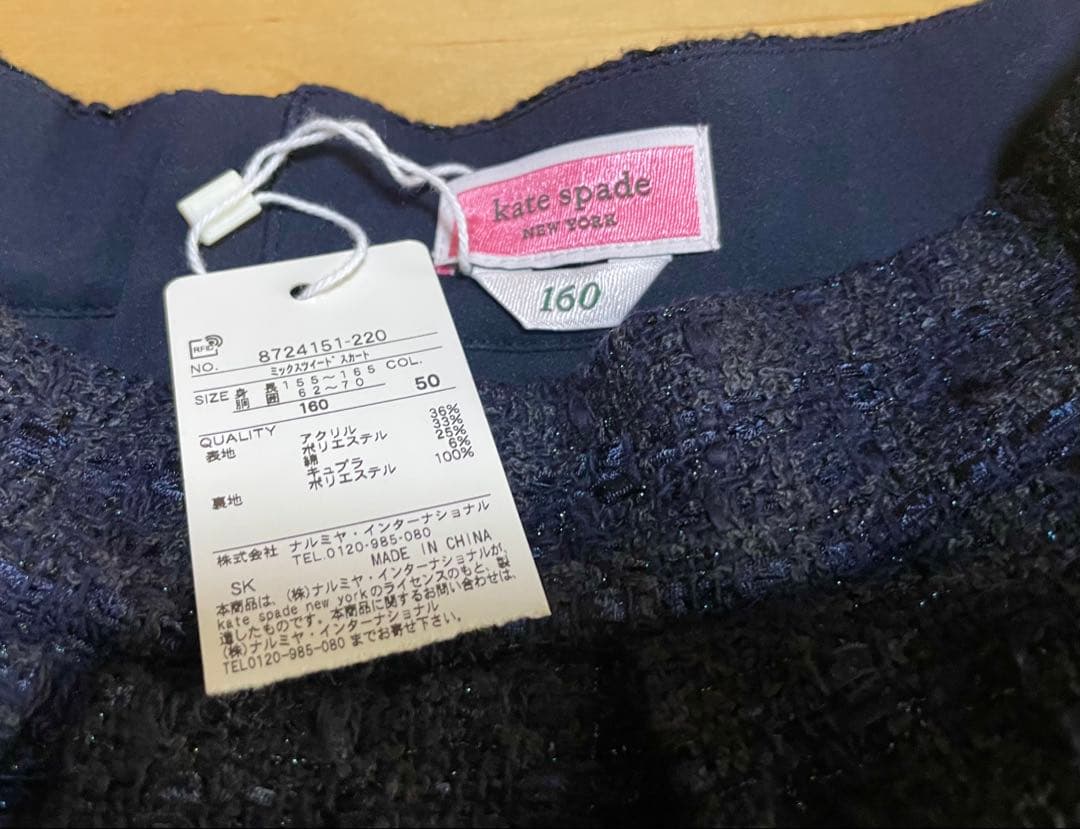 kate spade
NEW YORK
160
RFID
NO. 8724151-220
ミックスツイード スカート
SIZE 身長 155～165 COL.
胴囲 62～70 50
160
QUALITY
表地 アクリル 36%
ポリエステル 33%
綿 25%
キュプラ 6%
裏地 ポリエステル 100%
株式会社 ナルミヤ・インターナショナル
TEL.0120-985-080
MADE IN CHINA
SK
本商品は、(株)ナルミヤ・インターナショナルが、
kate spade new yorkのライセンスのもと、製
造したものです。本商品に関するお問い合わせは、
(株)ナルミヤ・インターナショナル
TEL0120-985-080 までお寄せ下さい。